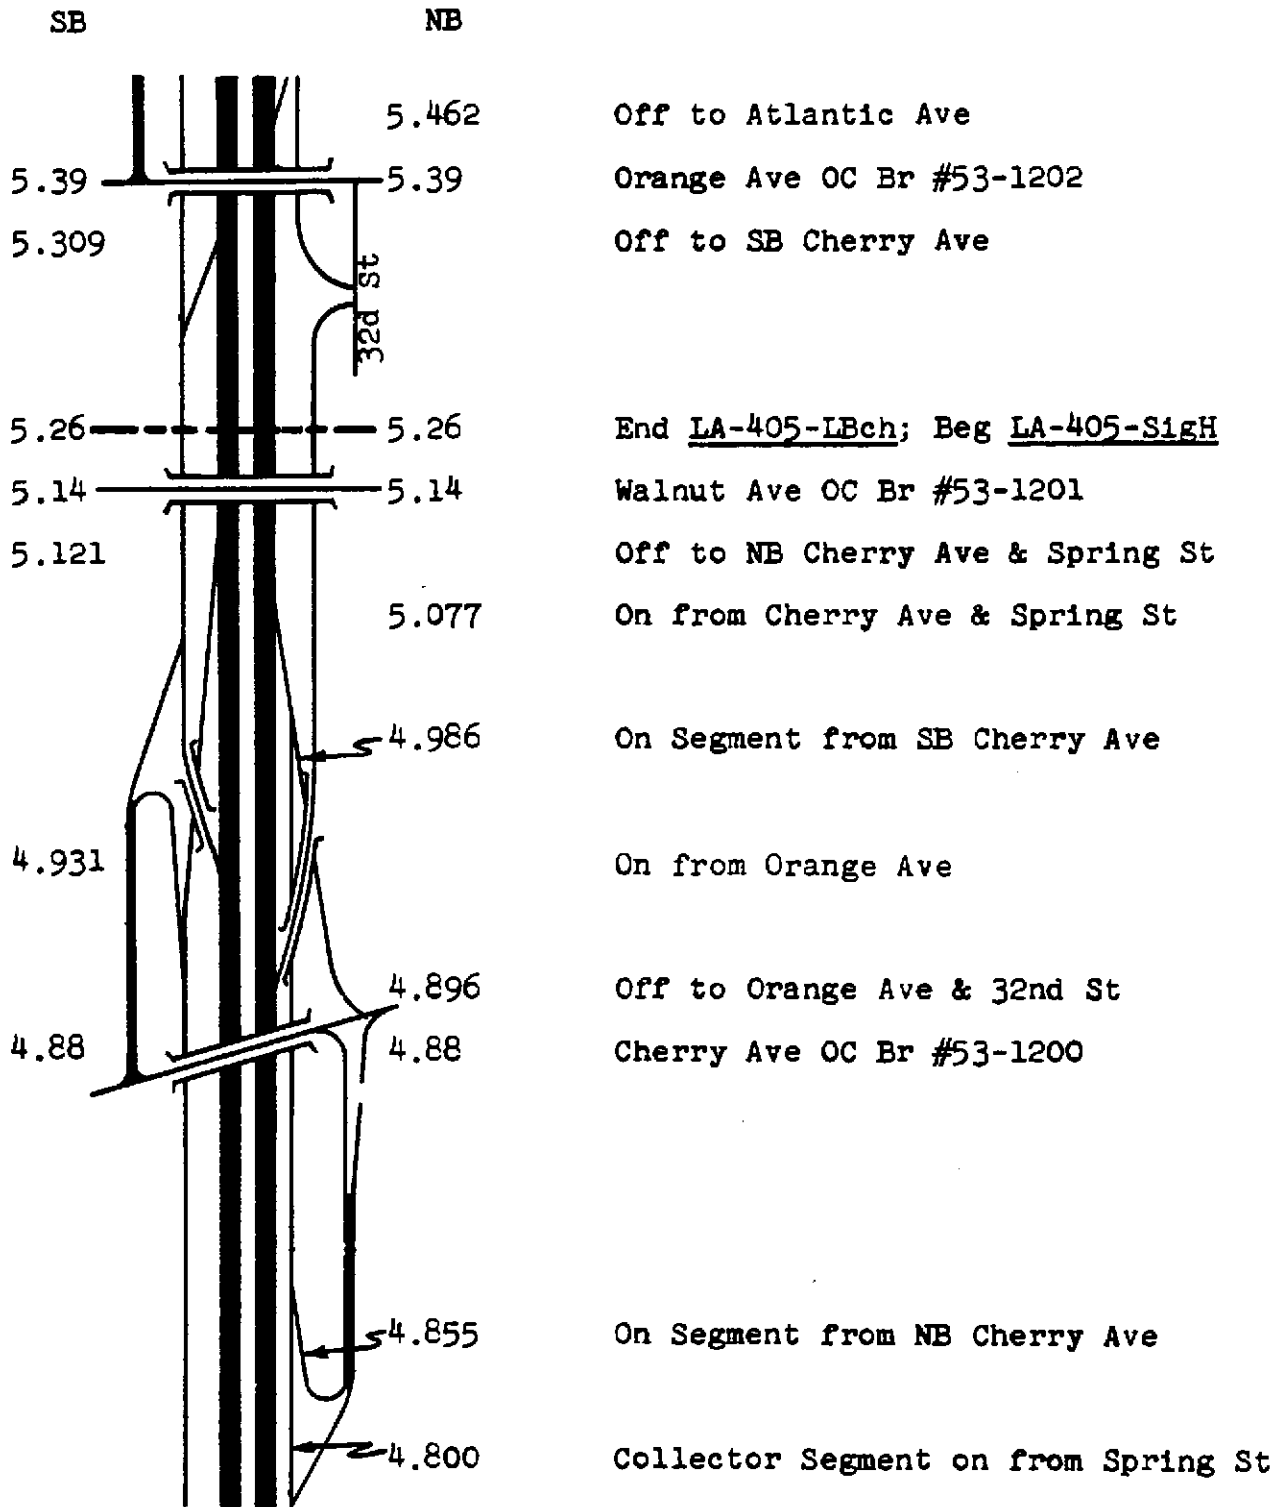 SB NB
5.462 Off to Atlantic Ave
5.39 5.39 Orange Ave OC Br #53-1202
5.309 Off to SB Cherry Ave
32d St
5.26 5.26 End LA-405-LBch; Beg LA-405-SigH
5.14 5.14 Walnut Ave OC Br #53-1201
5.121 Off to NB Cherry Ave & Spring St
5.077 On from Cherry Ave & Spring St
4.986 On Segment from SB Cherry Ave
4.931 On from Orange Ave
4.896 Off to Orange Ave & 32nd St
4.88 4.88 Cherry Ave OC Br #53-1200
4.855 On Segment from NB Cherry Ave
4.800 Collector Segment on from Spring St